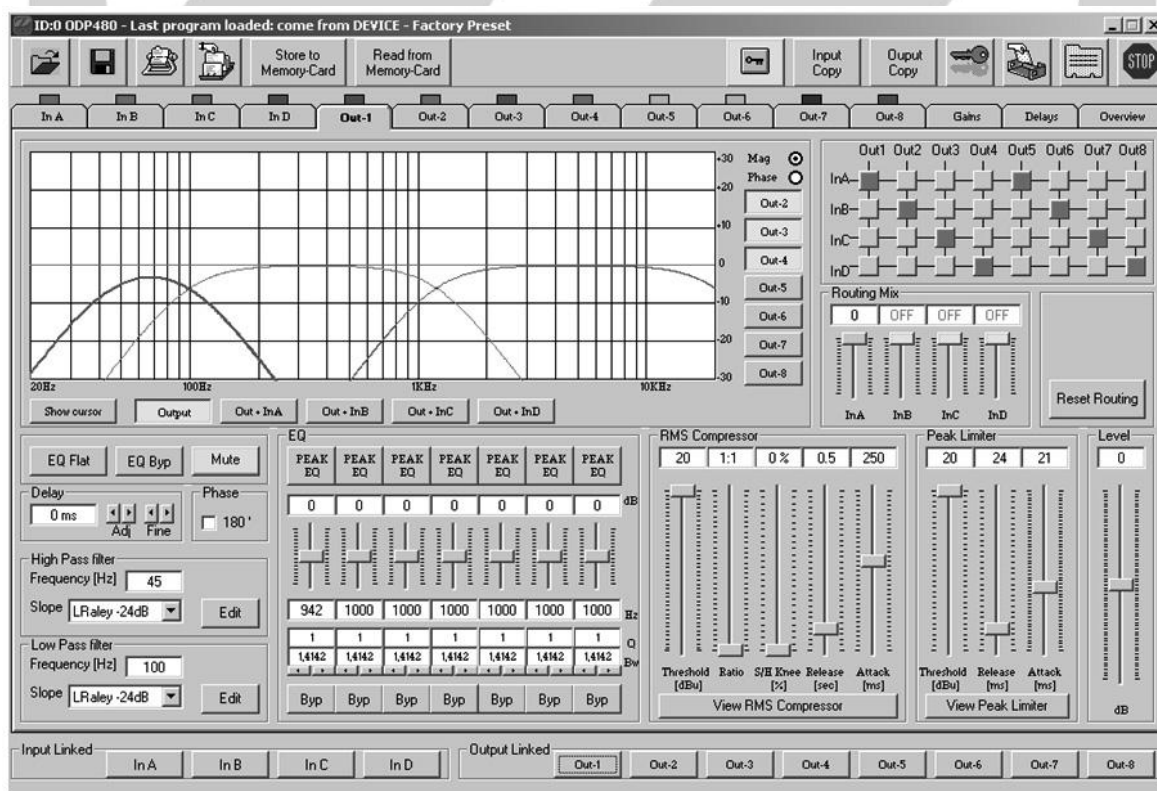 ID:0 ODP480 - Last program loaded: come from DEVICE - Factory Preset
Store to Memory-Card
Read from Memory-Card
Input Copy
Ouput Copy
STOP
In A In B In C In D Out-1 Out-2 Out-3 Out-4 Out-5 Out-6 Out-7 Out-8 Gains Delays Overview
+30
+20
+10
0
-10
-20
-30
20Hz 100Hz 1KHz 10KHz
Mag
Phase
Out-2
Out-3
Out-4
Out-5
Out-6
Out-7
Out-8
Show cursor Output Out + InA Out + InB Out + InC Out + InD
Out1 Out2 Out3 Out4 Out5 Out6 Out7 Out8
InA
InB
InC
InD
Routing Mix
0 OFF OFF OFF
InA InB InC InD
Reset Routing
EQ Flat EQ Byp Mute
Delay
0 ms
Adj Fine
Phase
180 '
High Pass filter
Frequency [Hz] 45
Slope LRaley -24dB Edit
Low Pass filter
Frequency [Hz] 100
Slope LRaley -24dB Edit
EQ
PEAK EQ PEAK EQ PEAK EQ PEAK EQ PEAK EQ PEAK EQ PEAK EQ
0 0 0 0 0 0 0 dB
942 1000 1000 1000 1000 1000 1000 Hz
1 1 1 1 1 1 1 Q
1,4142 1,4142 1,4142 1,4142 1,4142 1,4142 1,4142 Bw
Byp Byp Byp Byp Byp Byp Byp
RMS Compressor
20 1:1 0 % 0.5 250
Threshold [dBu] Ratio S/H Knee [%] Release [sec] Attack [ms]
View RMS Compressor
Peak Limiter
20 24 21
Threshold [dBu] Release [ms] Attack [ms]
View Peak Limiter
Level
0
dB
Input Linked
In A In B In C In D
Output Linked
Out-1 Out-2 Out-3 Out-4 Out-5 Out-6 Out-7 Out-8